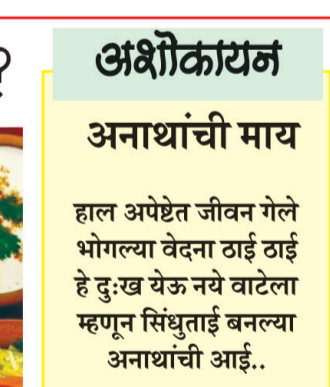 ?
अशोकायन
अनाथांची माय
हाल अपेष्टेत जीवन गेले
भोगल्या वेदना ठाई ठाई
हे दुःख येऊ नये वाटेला
म्हणून सिंधुताई बनल्या
अनाथांची आई..